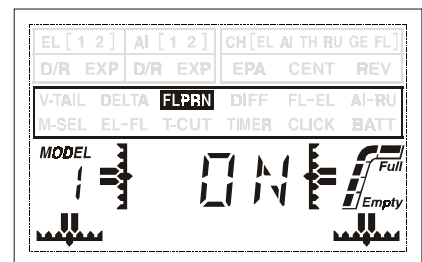 EL [ 1 2 ] AI [ 1 2 ] CH [ EL AI TH RU GE FL ]
D/R EXP D/R EXP EPA CENT REV
V-TAIL DELTA FLPRN DIFF FL-EL AI-RU
M-SEL EL-FL T-CUT TIMER CLICK BATT
MODEL
1 ON Full
Empty